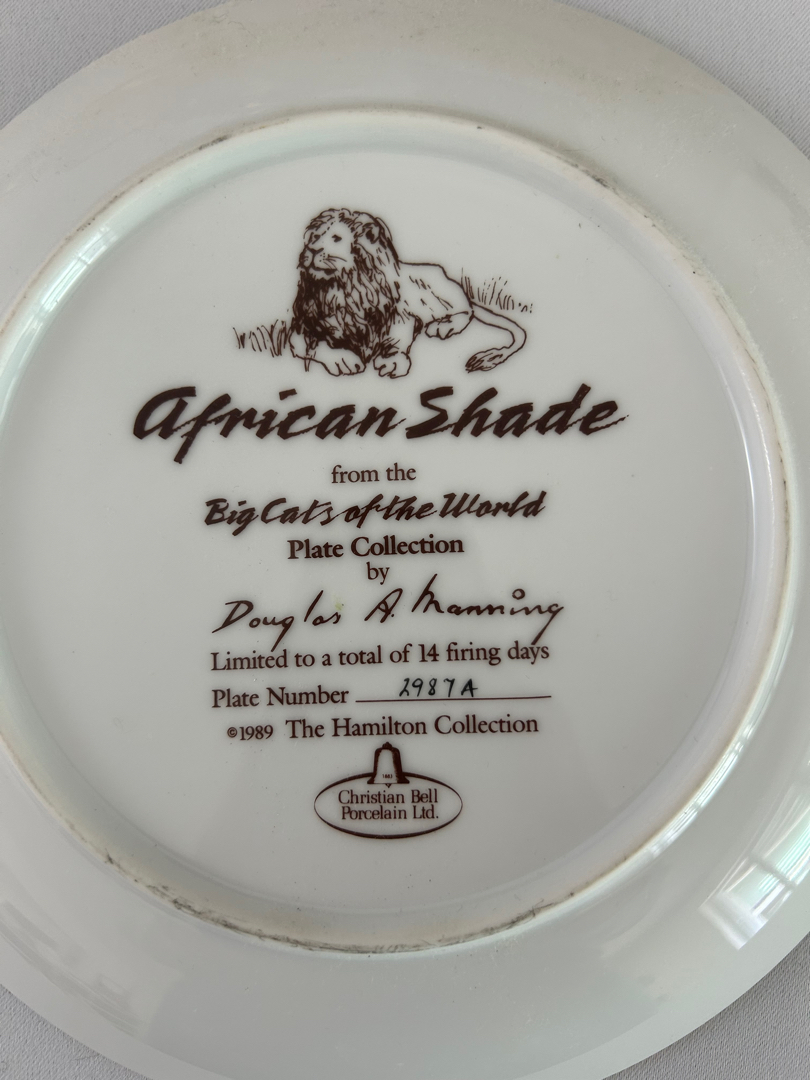 African Shade
from the
Big Cats of the World
Plate Collection
by
Douglas A. Manning
Limited to a total of 14 firing days
Plate Number 2987A
©1989 The Hamilton Collection
Christian Bell
Porcelain Ltd.